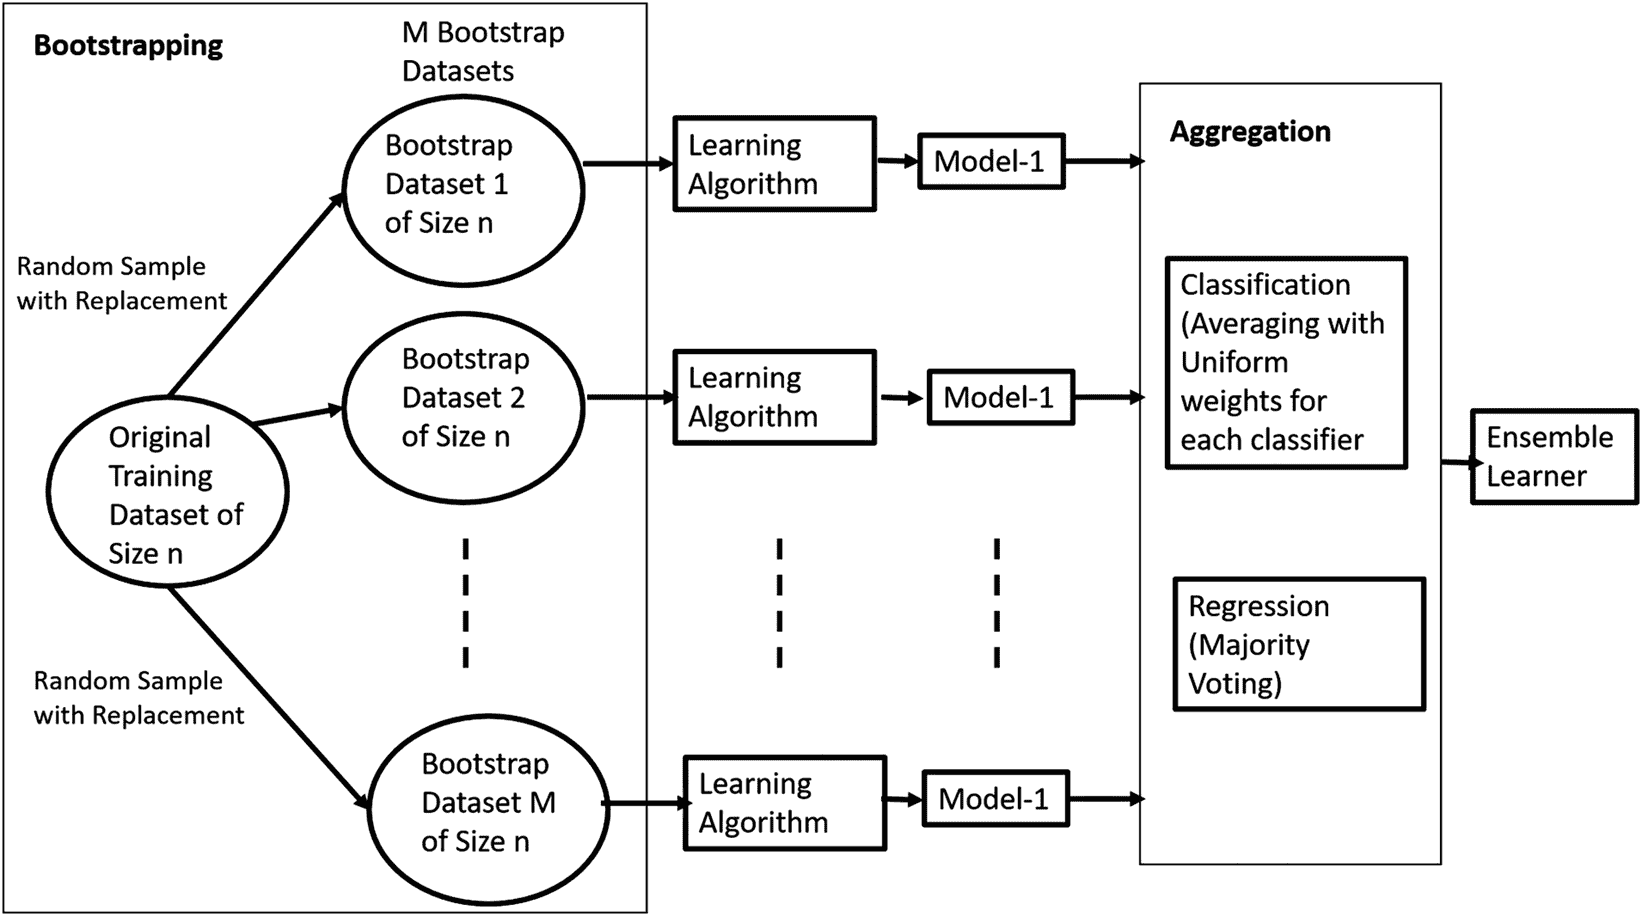 Bootstrapping
M Bootstrap
Datasets
Bootstrap
Dataset 1
of Size n
Random Sample
with Replacement
Bootstrap
Dataset 2
of Size n
Original
Training
Dataset of
Size n
Random Sample
with Replacement
Bootstrap
Dataset M
of Size n
Learning
Algorithm
Model-1
Learning
Algorithm
Model-1
Learning
Algorithm
Model-1
Aggregation
Classification
(Averaging with
Uniform
weights for
each classifier
Regression
(Majority
Voting)
Ensemble
Learner